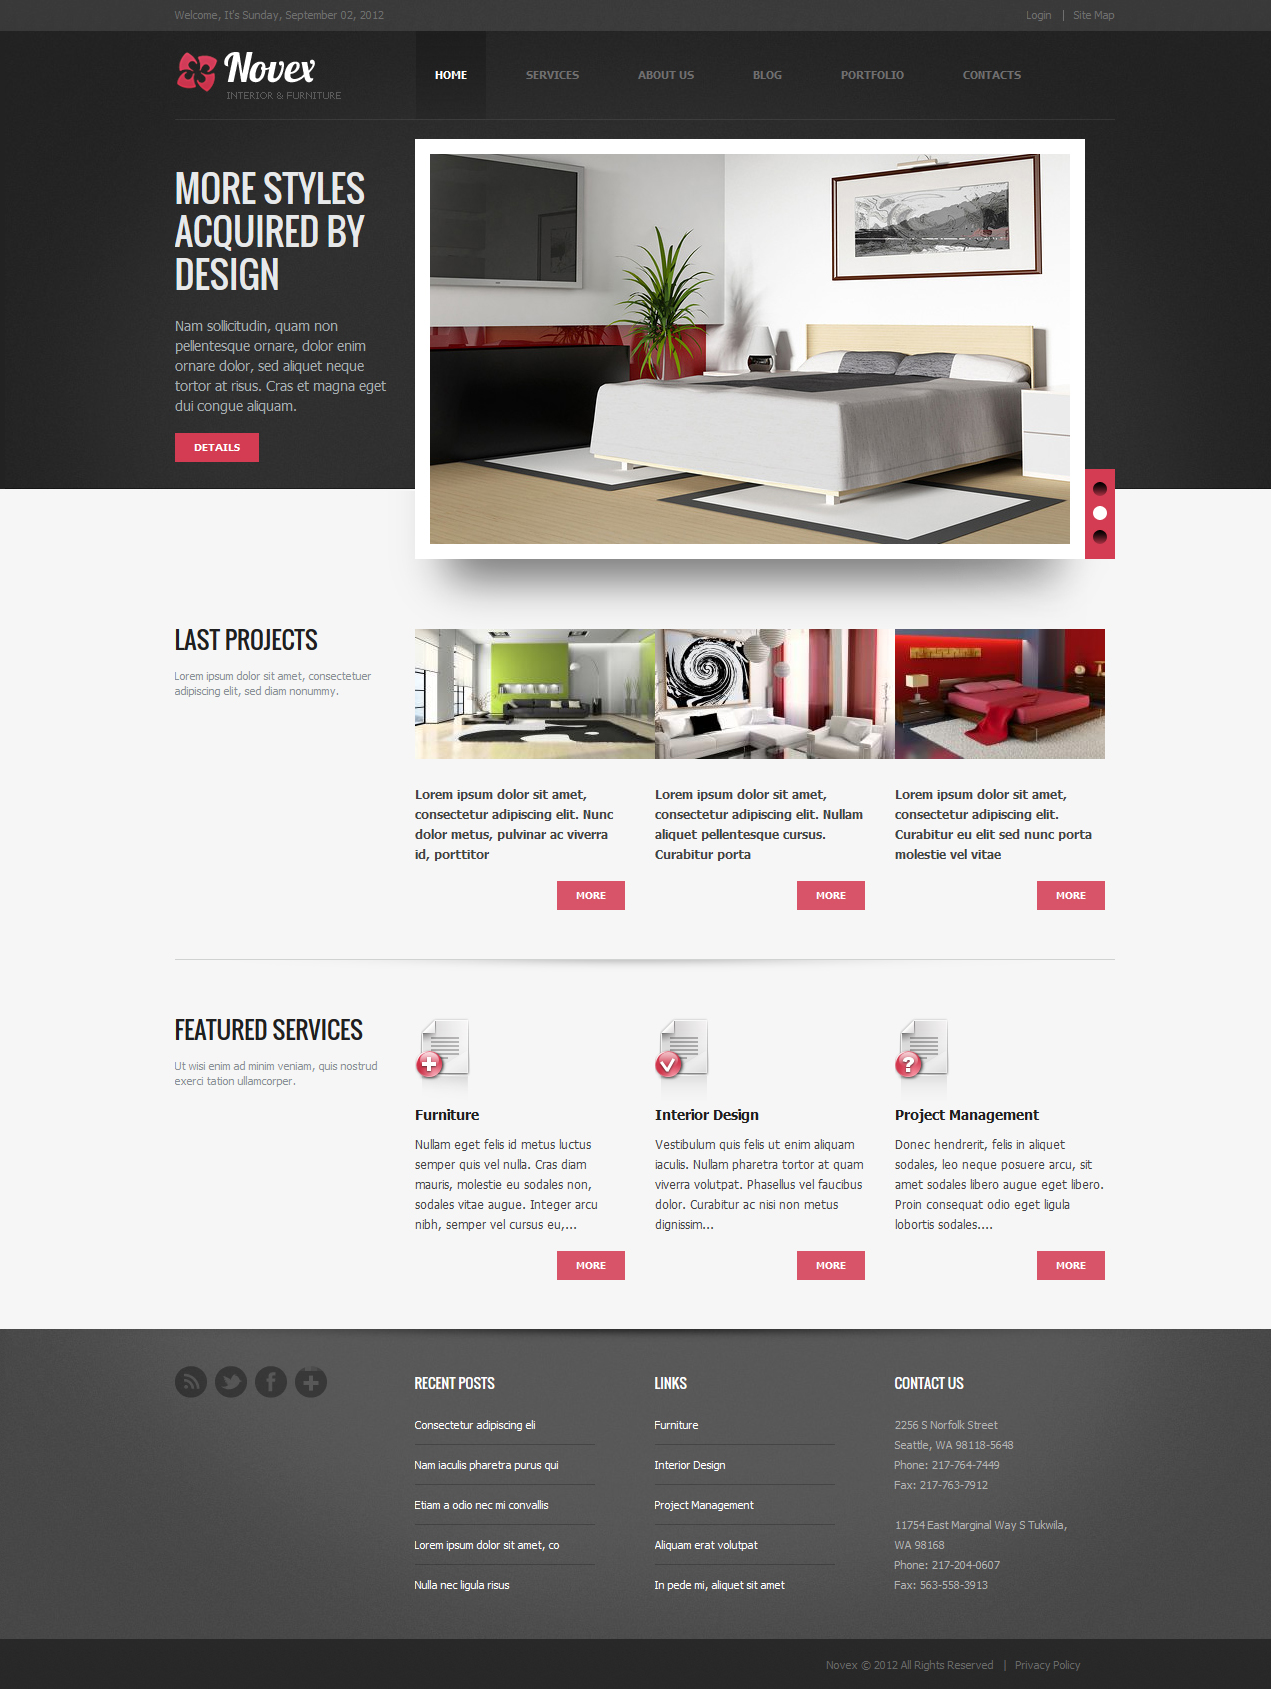 Welcome, It's Sunday, September 02, 2012
Login | Site Map
Novex
INTERIOR & FURNITURE
HOME SERVICES ABOUT US BLOG PORTFOLIO CONTACTS
MORE STYLES
ACQUIRED BY
DESIGN
Nam sollicitudin, quam non
pellentesque ornare, dolor enim
ornare dolor, sed aliquet neque
tortor at risus. Cras et magna eget
dui congue aliquam.
DETAILS
LAST PROJECTS
Lorem ipsum dolor sit amet, consectetuer
adipiscing elit, sed diam nonummy.
Lorem ipsum dolor sit amet,
consectetur adipiscing elit. Nunc
dolor metus, pulvinar ac viverra
id, porttitor
MORE
Lorem ipsum dolor sit amet,
consectetur adipiscing elit. Nullam
aliquet pellentesque cursus.
Curabitur porta
MORE
Lorem ipsum dolor sit amet,
consectetur adipiscing elit.
Curabitur eu elit sed nunc porta
molestie vel vitae
MORE
FEATURED SERVICES
Ut wisi enim ad minim veniam, quis nostrud
exerci tation ullamcorper.
Furniture
Nullam eget felis id metus luctus
semper quis vel nulla. Cras diam
mauris, molestie eu sodales non,
sodales vitae augue. Integer arcu
nibh, semper vel cursus eu,...
MORE
Interior Design
Vestibulum quis felis ut enim aliquam
iaculis. Nullam pharetra tortor at quam
viverra volutpat. Phasellus vel faucibus
dolor. Curabitur ac nisi non metus
dignissim...
MORE
Project Management
Donec hendrerit, felis in aliquet
sodales, leo neque posuere arcu, sit
amet sodales libero augue eget libero.
Proin consequat odio eget ligula
lobortis sodales....
MORE
RECENT POSTS
Consectetur adipiscing eli
Nam iaculis pharetra purus qui
Etiam a odio nec mi convallis
Lorem ipsum dolor sit amet, co
Nulla nec ligula risus
LINKS
Furniture
Interior Design
Project Management
Aliquam erat volutpat
In pede mi, aliquet sit amet
CONTACT US
2256 S Norfolk Street
Seattle, WA 98118-5648
Phone: 217-764-7449
Fax: 217-763-7912
11754 East Marginal Way S Tukwila,
WA 98168
Phone: 217-204-0607
Fax: 563-558-3913
Novex © 2012 All Rights Reserved | Privacy Policy